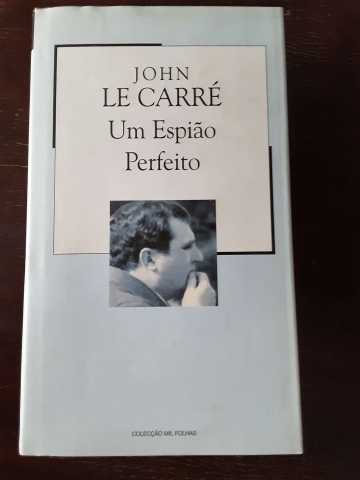 JOHN
LE CARRÉ
Um Espião
Perfeito
COLECÇÃO MIL FOLHAS